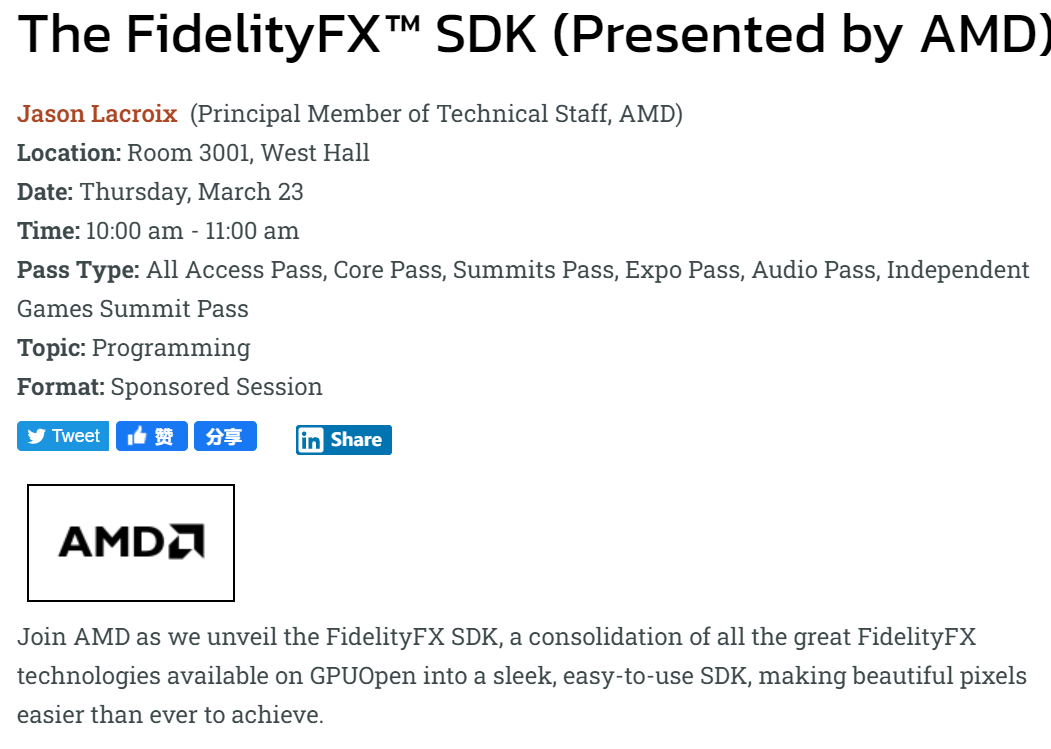 The FidelityFX™ SDK (Presented by AMD)
Jason Lacroix (Principal Member of Technical Staff, AMD)
Location: Room 3001, West Hall
Date: Thursday, March 23
Time: 10:00 am - 11:00 am
Pass Type: All Access Pass, Core Pass, Summits Pass, Expo Pass, Audio Pass, Independent
Games Summit Pass
Topic: Programming
Format: Sponsored Session
Tweet 赞 分享 in Share
AMD
Join AMD as we unveil the FidelityFX SDK, a consolidation of all the great FidelityFX
technologies available on GPUOpen into a sleek, easy-to-use SDK, making beautiful pixels
easier than ever to achieve.